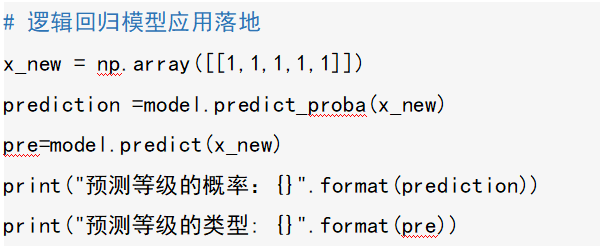 # 逻辑回归模型应用落地
x_new = np.array([[1,1,1,1,1]])
prediction =model.predict_proba(x_new)
pre=model.predict(x_new)
print("预测等级的概率: {}".format(prediction))
print("预测等级的类型: {}".format(pre))